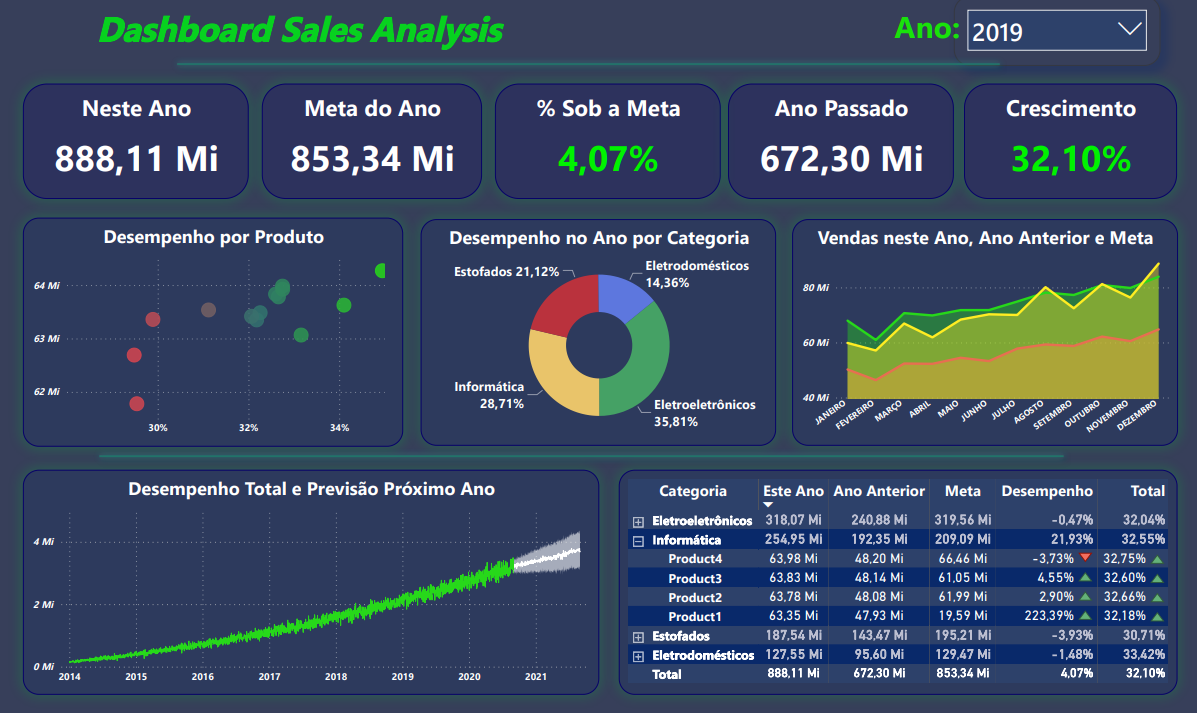 Dashboard Sales Analysis
Ano:
2019
Neste Ano
888,11 Mi
Meta do Ano
853,34 Mi
% Sob a Meta
4,07%
Ano Passado
672,30 Mi
Crescimento
32,10%
Desempenho por Produto
64 Mi
63 Mi
62 Mi
30% 32% 34%
Desempenho no Ano por Categoria
Estofados 21,12%
Eletrodomésticos
14,36%
Informática
28,71%
Eletroeletrônicos
35,81%
Vendas neste Ano, Ano Anterior e Meta
80 Mi
60 Mi
40 Mi
JANEIRO FEVEREIRO MARÇO ABRIL MAIO JUNHO JULHO AGOSTO SETEMBRO OUTUBRO NOVEMBRO DEZEMBRO
Desempenho Total e Previsão Próximo Ano
4 Mi
2 Mi
0 Mi
2014 2015 2016 2017 2018 2019 2020 2021
Categoria Este Ano Ano Anterior Meta Desempenho Total
Eletroeletrônicos 318,07 Mi 240,88 Mi 319,56 Mi -0,47% 32,04%
Informática 254,95 Mi 192,35 Mi 209,09 Mi 21,93% 32,55%
Product4 63,98 Mi 48,20 Mi 66,46 Mi -3,73% 32,75%
Product3 63,83 Mi 48,14 Mi 61,05 Mi 4,55% 32,60%
Product2 63,78 Mi 48,08 Mi 61,99 Mi 2,90% 32,66%
Product1 63,35 Mi 47,93 Mi 19,59 Mi 223,39% 32,18%
Estofados 187,54 Mi 143,47 Mi 195,21 Mi -3,93% 30,71%
Eletrodomésticos 127,55 Mi 95,60 Mi 129,47 Mi -1,48% 33,42%
Total 888,11 Mi 672,30 Mi 853,34 Mi 4,07% 32,10%